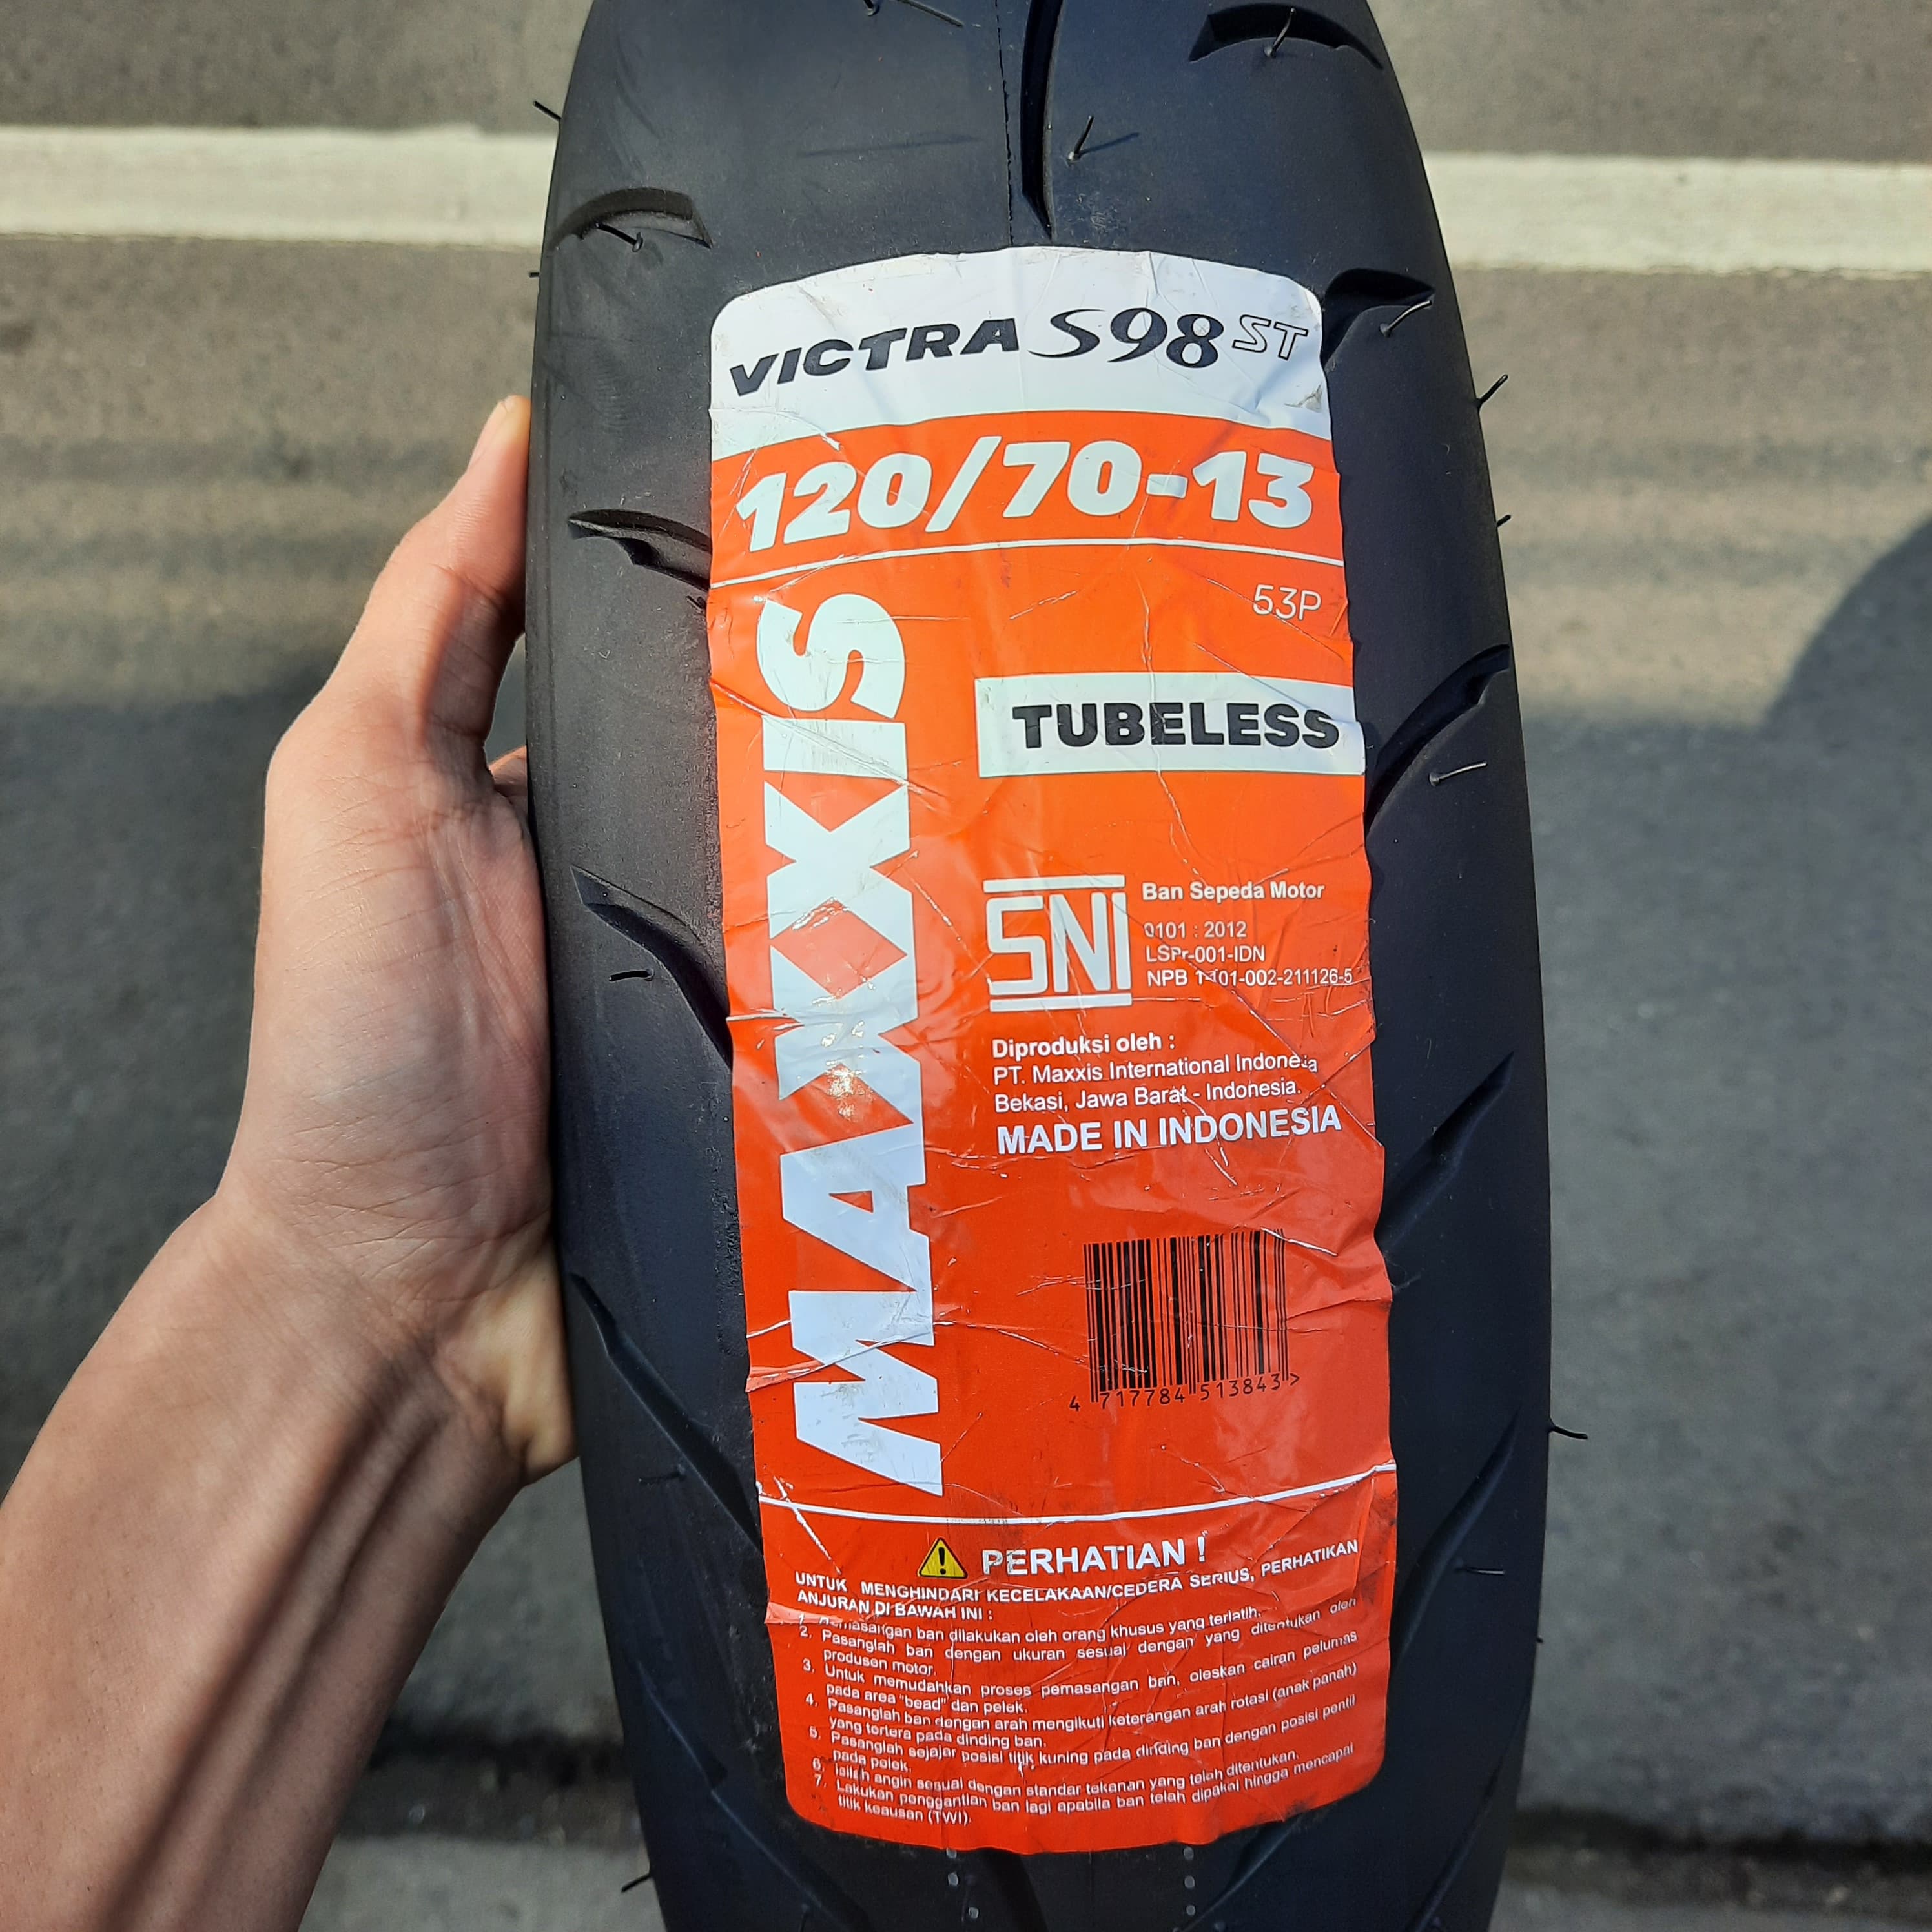 VICTRA S98 ST
120/70-13
53P
TUBELESS
MAXXIS
SNI
Ban Sepeda Motor
0101 : 2012
LSPr-001-IDN
NPB 1-101-002-211126-5
Diproduksi oleh :
PT. Maxxis International Indonesia
Bekasi, Jawa Barat - Indonesia.
MADE IN INDONESIA
4 717784 513843 >
PERHATIAN !
UNTUK MENGHINDARI KECELAKAAN/CEDERA SERIUS, PERHATIKAN
ANJURAN DI BAWAH INI :
1. Pemasangan ban dilakukan oleh orang khusus yang terlatih.
2. Pasanglah ban dengan ukuran sesuai dengan yang ditentukan oleh
produsen motor.
3. Untuk memudahkan proses pemasangan ban, oleskan cairan pelumas
pada area "bead" dan pelek.
4. Pasanglah ban dengan arah mengikuti keterangan arah rotasi (anak panah)
yang tertera pada dinding ban.
5. Pasanglah sejajar posisi titik kuning pada dinding ban dengan posisi pentil
pada pelek.
6. Isilah angin sesuai dengan standar tekanan yang telah ditentukan.
7. Lakukan penggantian ban lagi apabila ban telah dipakai hingga mencapai
titik keausan (TWI).